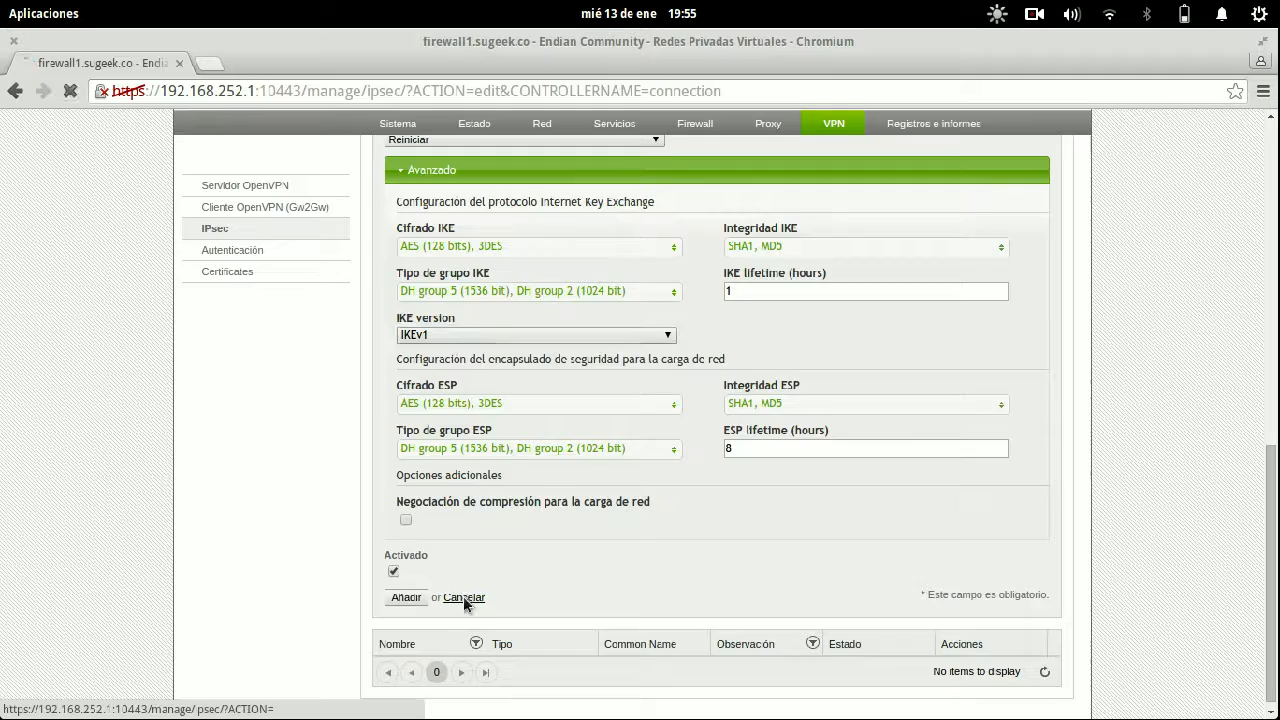 Aplicaciones
mié 13 de ene 19:55
firewall1.sugeek.co - Endian Community - Redes Privadas Virtuales - Chromium
firewall1.sugeek.co - Endia
https://192.168.252.1:10443/manage/ipsec/?ACTION=edit&CONTROLLERNAME=connection
Sistema Estado Red Servicios Firewall Proxy VPN Registros e informes
Reiniciar
Servidor OpenVPN
Cliente OpenVPN (Gw2Gw)
IPsec
Autenticación
Certificates
Avanzado
Configuración del protocolo Internet Key Exchange
Cifrado IKE Integridad IKE
AES (128 bits), 3DES SHA1, MD5
Tipo de grupo IKE IKE lifetime (hours)
DH group 5 (1536 bit), DH group 2 (1024 bit) 1
IKE version
IKEv1
Configuración del encapsulado de seguridad para la carga de red
Cifrado ESP Integridad ESP
AES (128 bits), 3DES SHA1, MD5
Tipo de grupo ESP ESP lifetime (hours)
DH group 5 (1536 bit), DH group 2 (1024 bit) 8
Opciones adicionales
Negociación de compresión para la carga de red
Activado
Añadir or Cancelar * Este campo es obligatorio.
Nombre Tipo Common Name Observación Estado Acciones
0 No items to display
https://192.168.252.1:10443/manage/ipsec/?ACTION=